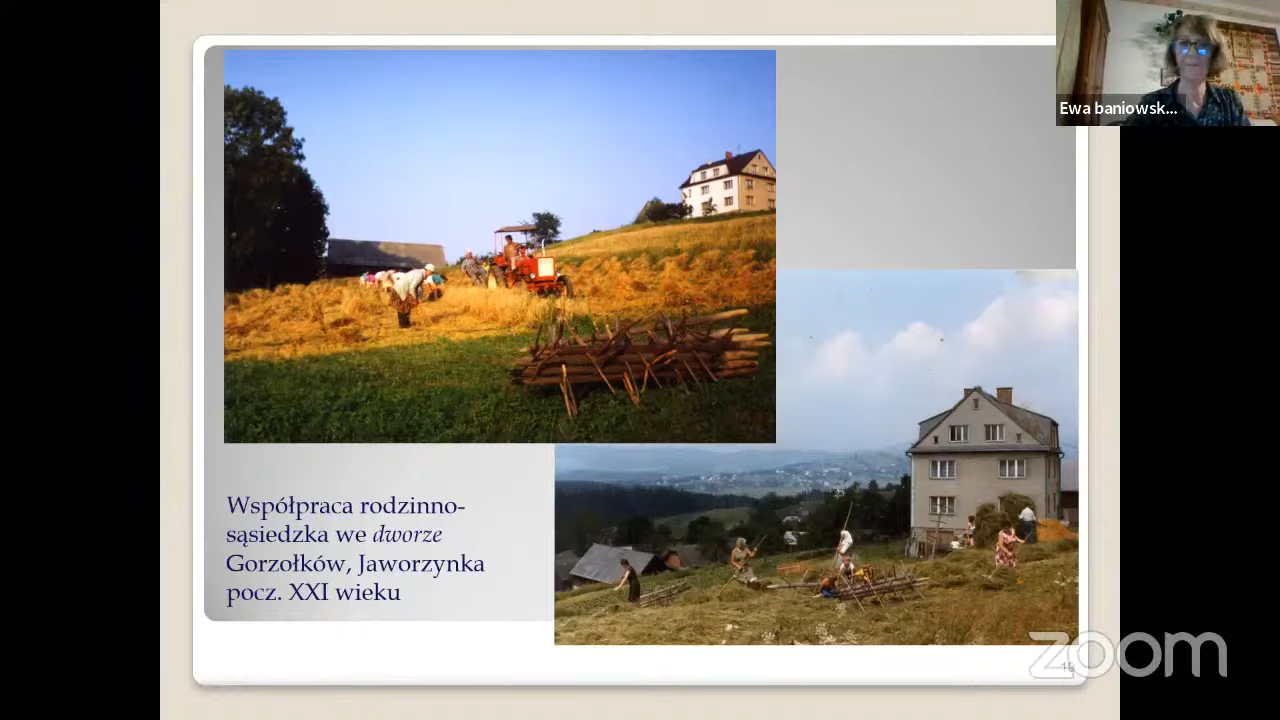 Ewa baniowsk...
Współpraca rodzinno-
sąsiedzka we dworze
Gorzołków, Jaworzynka
pocz. XXI wieku
zoom